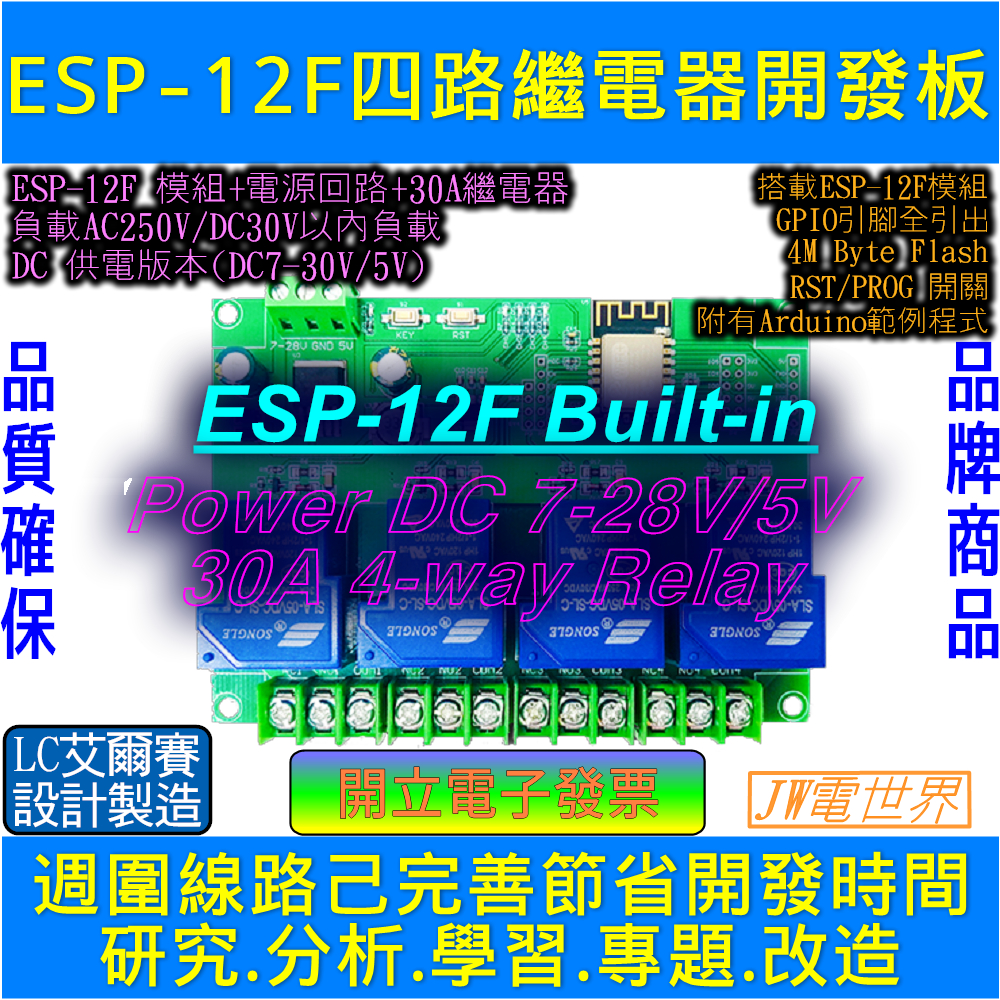 ESP-12F四路繼電器開發板
ESP-12F 模組+電源回路+30A繼電器
負載AC250V/DC30V以內負載
DC 供電版本(DC7-30V/5V)
搭載ESP-12F模組
GPIO引腳全引出
4M Byte Flash
RST/PROG 開關
附有Arduino範例程式
品質確保
品牌商品
KEY
RST
7-28V GND 5V
ESP-12F Built-in
Power DC 7-28V/5V
30A 4-way Relay
SONGLE
SONGLE
SONGLE
SONGLE
COM1
NO2 COM2
NC3 NO3 COM3
NC4 NO4 COM4
LC艾爾賽
設計製造
開立電子發票
JW電世界
週圍線路己完善節省開發時間
研究.分析.學習.專題.改造